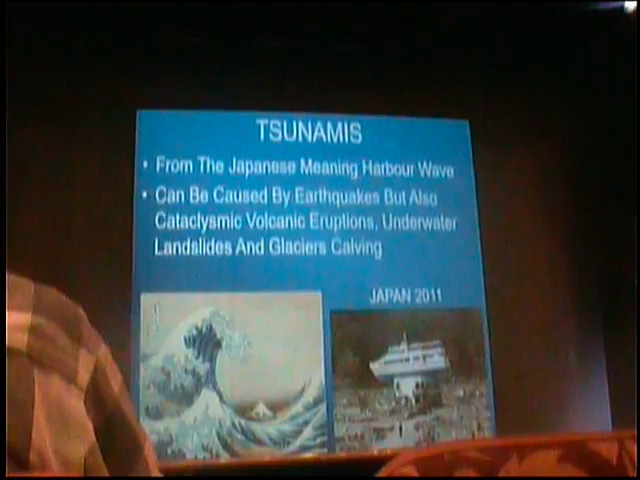 TSUNAMIS
• From The Japanese Meaning Harbour Wave
• Can Be Caused By Earthquakes But Also
Cataclysmic Volcanic Eruptions, Underwater
Landslides And Glaciers Calving
JAPAN 2011